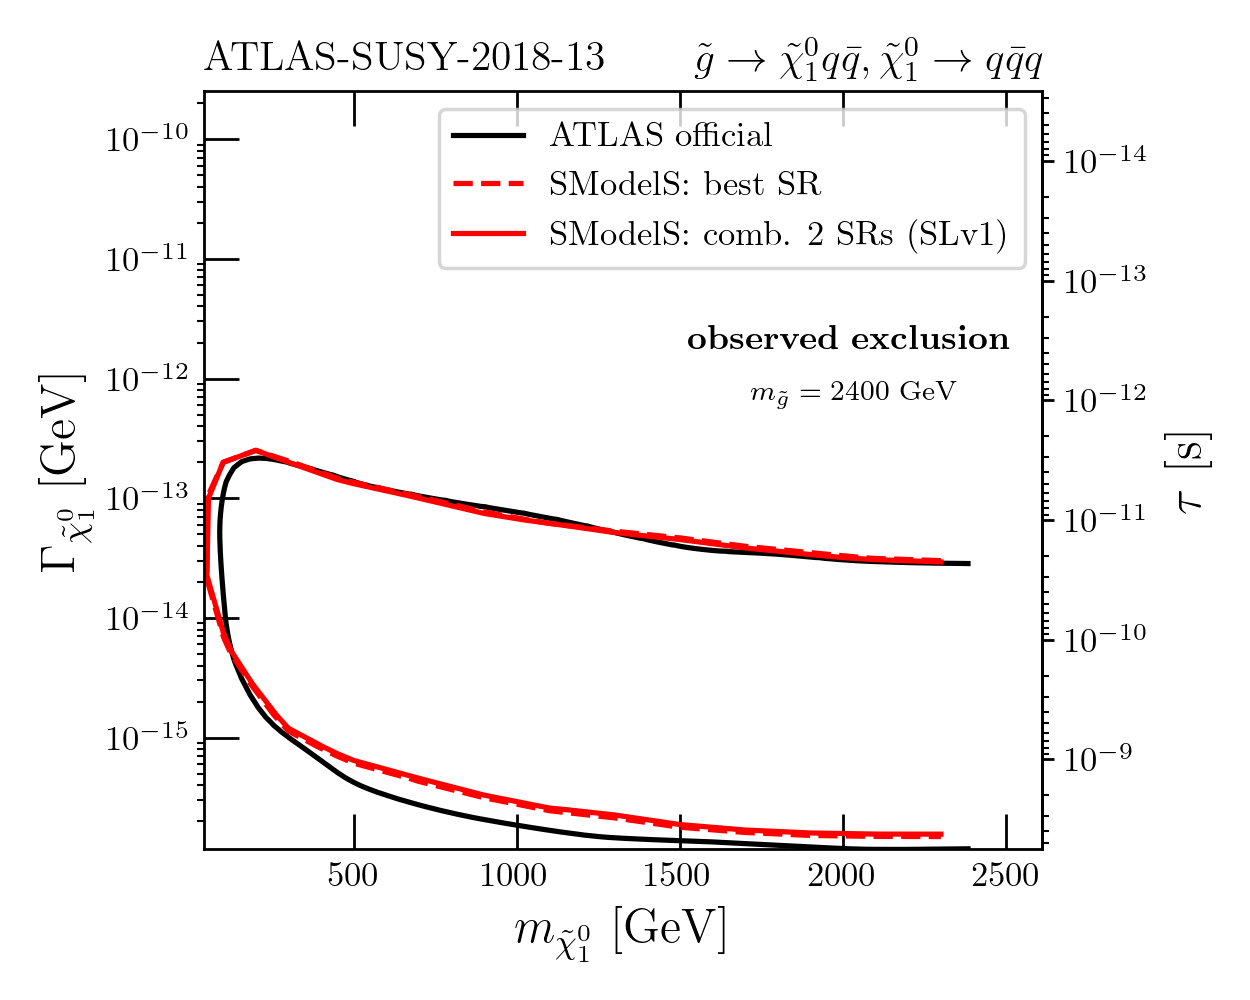 ATLAS-SUSY-2018-13
g̃ → χ̃⁰₁qq̄, χ̃⁰₁ → qq̄q
ATLAS official
SModelS: best SR
SModelS: comb. 2 SRs (SLv1)
observed exclusion
m_g̃ = 2400 GeV
Γ_χ̃⁰₁ [GeV]
10⁻¹⁰
10⁻¹¹
10⁻¹²
10⁻¹³
10⁻¹⁴
10⁻¹⁵
10⁻¹⁴
10⁻¹³
10⁻¹²
10⁻¹¹
10⁻¹⁰
10⁻⁹
τ [s]
500 1000 1500 2000 2500
m_χ̃⁰₁ [GeV]